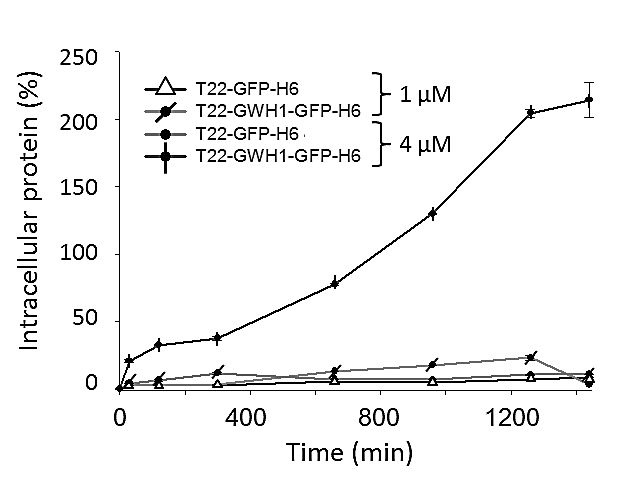 250
200
150
100
50
0
Intracellular protein (%)
T22-GFP-H6
T22-GWH1-GFP-H6
1 µM
T22-GFP-H6
T22-GWH1-GFP-H6
4 µM
0 400 800 1200
Time (min)